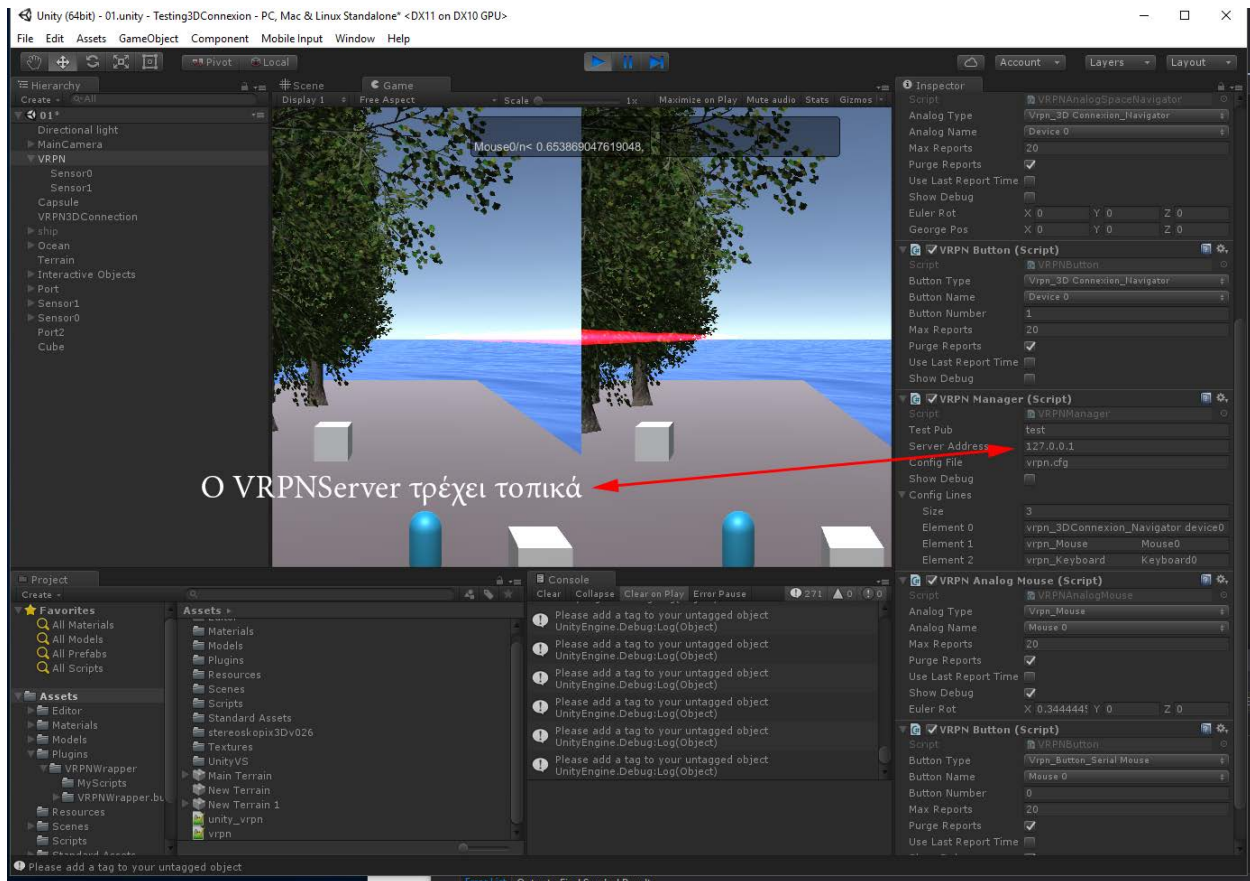 Unity (64bit) - 01.unity - Testing3DConnexion - PC, Mac & Linux Standalone* <DX11 on DX10 GPU>
File Edit Assets GameObject Component Mobile Input Window Help
Pivot Local Account Layers Layout
Hierarchy
Create All
01*
Directional light
MainCamera
VRPN
Sensor0
Sensor1
Capsule
VRPN3DConnection
ship
Ocean
Terrain
Interactive Objects
Port
Sensor1
Sensor0
Port2
Cube
Scene Game
Display 1 Free Aspect Scale 1x Maximize on Play Mute audio Stats Gizmos
Mouse0/n< 0.653869047619048,
Ο VRPNServer τρέχει τοπικά
Inspector
Script VRPNAnalogSpaceNavigator
Analog Type Vrpn_3D Connexion_Navigator
Analog Name Device 0
Max Reports 20
Purge Reports
Use Last Report Time
Show Debug
Euler Rot X 0 Y 0 Z 0
George Pos X 0 Y 0 Z 0
VRPN Button (Script)
Script VRPNButton
Button Type Vrpn_3D Connexion_Navigator
Button Name Device 0
Button Number 1
Max Reports 20
Purge Reports
Use Last Report Time
Show Debug
VRPN Manager (Script)
Script VRPNManager
Test Pub test
Server Address 127.0.0.1
Config File vrpn.cfg
Show Debug
Config Lines
Size 3
Element 0 vrpn_3DConnexion_Navigator device0
Element 1 vrpn_Mouse Mouse0
Element 2 vrpn_Keyboard Keyboard0
VRPN Analog Mouse (Script)
Script VRPNAnalogMouse
Analog Type Vrpn_Mouse
Analog Name Mouse 0
Max Reports 20
Purge Reports
Use Last Report Time
Show Debug
Euler Rot X 0.3444445 Y 0 Z 0
VRPN Button (Script)
Script VRPNButton
Button Type Vrpn_Button_Serial Mouse
Button Name Mouse 0
Button Number 0
Max Reports 20
Purge Reports
Use Last Report Time
Project
Create
Favorites
All Materials
All Models
All Prefabs
All Scripts
Assets
Editor
Materials
Models
Plugins
VRPNWrapper
MyScripts
VRPNWrapper.bu
Resources
Scenes
Scripts
Assets
Materials
Models
Plugins
Resources
Scenes
Scripts
Standard Assets
stereoskopix3Dv026
Textures
UnityVS
Main Terrain
New Terrain
New Terrain 1
unity_vrpn
vrpn
Console
Clear Collapse Clear on Play Error Pause 271 0 0
Please add a tag to your untagged object
UnityEngine.Debug:Log(Object)
Please add a tag to your untagged object
UnityEngine.Debug:Log(Object)
Please add a tag to your untagged object
UnityEngine.Debug:Log(Object)
Please add a tag to your untagged object
UnityEngine.Debug:Log(Object)
Please add a tag to your untagged object
UnityEngine.Debug:Log(Object)
Please add a tag to your untagged object
UnityEngine.Debug:Log(Object)
Please add a tag to your untagged object